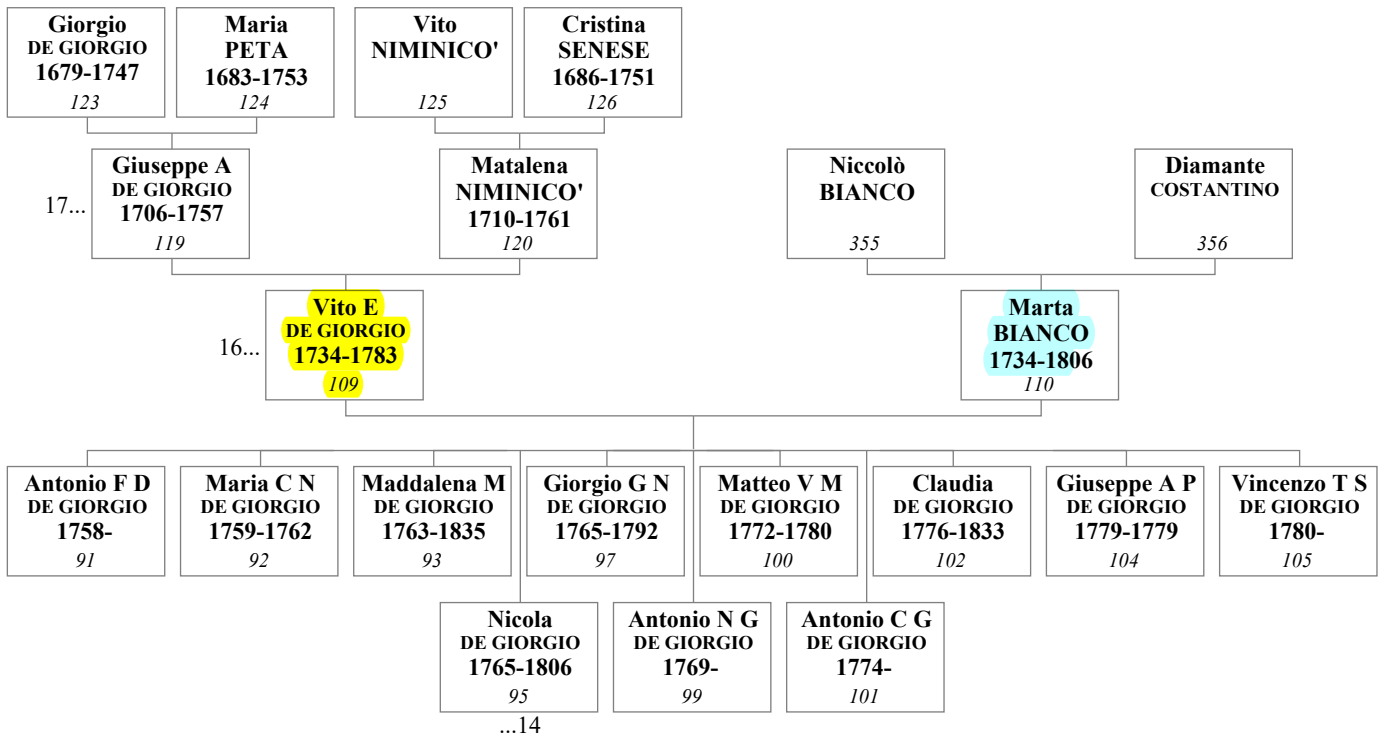 Giorgio
DE GIORGIO
1679-1747
123
Maria
PETA
1683-1753
124
Vito
NIMINICO'
125
Cristina
SENESE
1686-1751
126
17...
Giuseppe A
DE GIORGIO
1706-1757
119
Matalena
NIMINICO'
1710-1761
120
Niccolò
BIANCO
355
Diamante
COSTANTINO
356
16...
Vito E
DE GIORGIO
1734-1783
109
Marta
BIANCO
1734-1806
110
Antonio F D
DE GIORGIO
1758-
91
Maria C N
DE GIORGIO
1759-1762
92
Maddalena M
DE GIORGIO
1763-1835
93
Giorgio G N
DE GIORGIO
1765-1792
97
Matteo V M
DE GIORGIO
1772-1780
100
Claudia
DE GIORGIO
1776-1833
102
Giuseppe A P
DE GIORGIO
1779-1779
104
Vincenzo T S
DE GIORGIO
1780-
105
Nicola
DE GIORGIO
1765-1806
95
...14
Antonio N G
DE GIORGIO
1769-
99
Antonio C G
DE GIORGIO
1774-
101